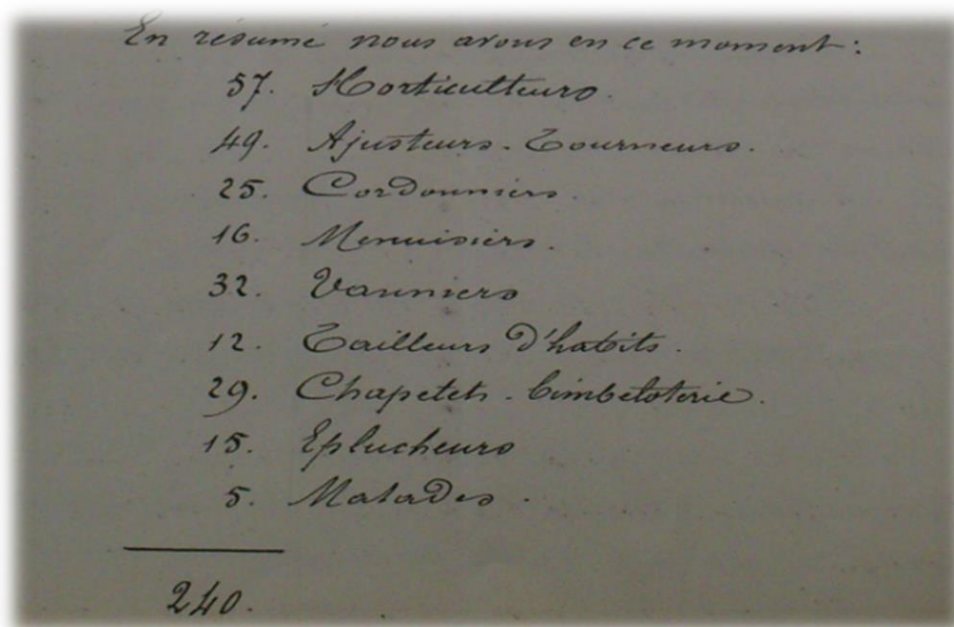 En résumé nous avons en ce moment:
57. Horticulteurs.
49. Ajusteurs. Tourneurs.
25. Cordonniers.
16. Menuisiers.
32. Vanniers
12. Tailleurs d'habits.
29. Chapelets. bimbeloterie.
15. Eplucheurs
5. Malades.
240.